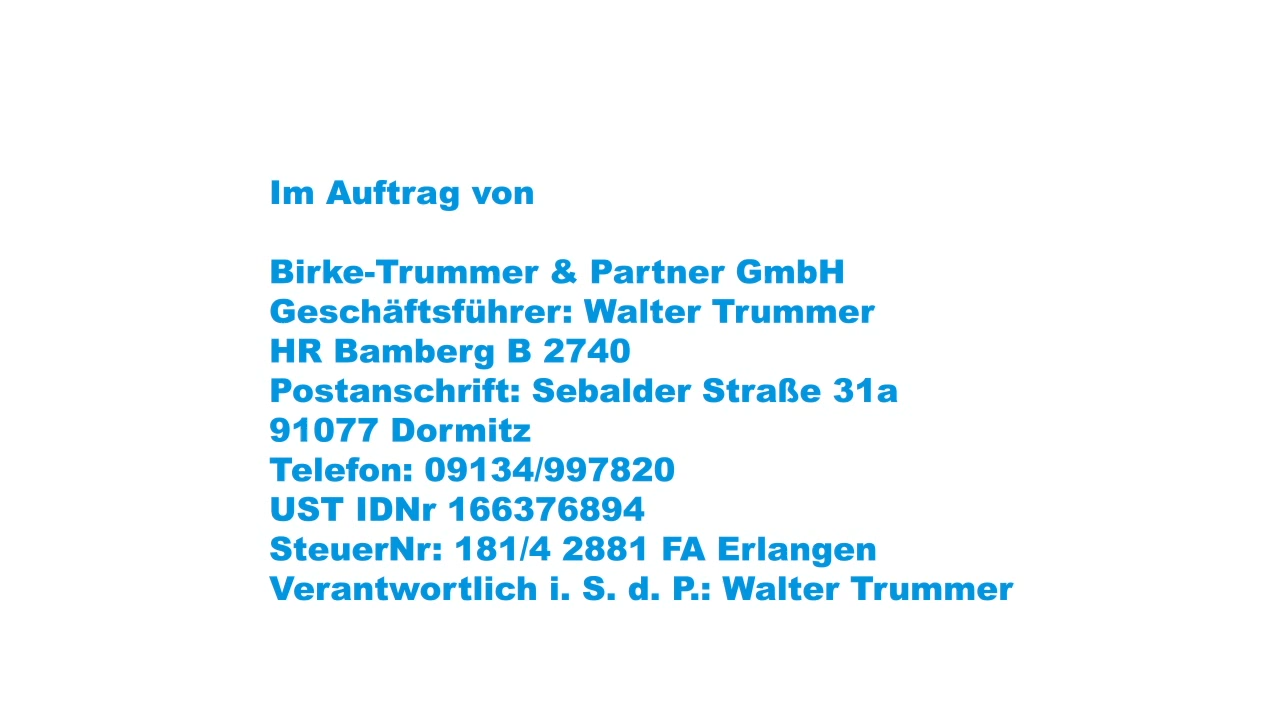 Im Auftrag von
Birke-Trummer & Partner GmbH
Geschäftsführer: Walter Trummer
HR Bamberg B 2740
Postanschrift: Sebalder Straße 31a
91077 Dormitz
Telefon: 09134/997820
UST IDNr 166376894
SteuerNr: 181/4 2881 FA Erlangen
Verantwortlich i. S. d. P.: Walter Trummer